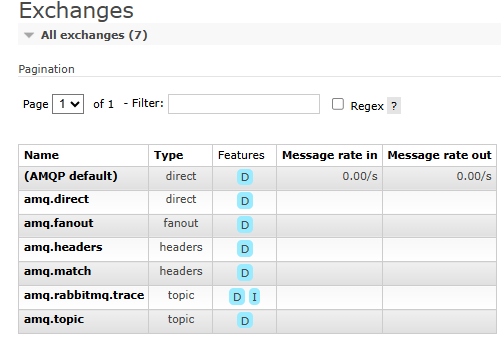 Exchanges
All exchanges (7)
Pagination
Page 1 of 1 - Filter: Regex ?
Name Type Features Message rate in Message rate out
(AMQP default) direct D 0.00/s 0.00/s
amq.direct direct D
amq.fanout fanout D
amq.headers headers D
amq.match headers D
amq.rabbitmq.trace topic D I
amq.topic topic D